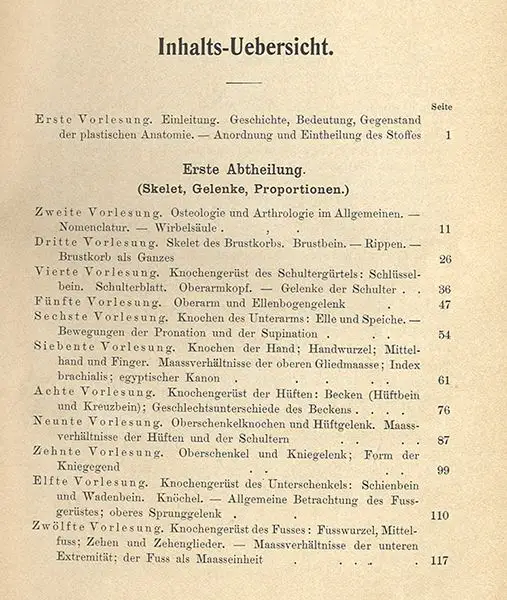 Inhalts-Uebersicht.
Seite
Erste Vorlesung. Einleitung. Geschichte, Bedeutung, Gegenstand
der plastischen Anatomie. — Anordnung und Eintheilung des Stoffes 1
Erste Abtheilung.
(Skelet, Gelenke, Proportionen.)
Zweite Vorlesung. Osteologie und Arthrologie im Allgemeinen. —
Nomenclatur. — Wirbelsäule . , . 11
Dritte Vorlesung. Skelet des Brustkorbs. Brustbein. — Rippen. —
Brustkorb als Ganzes 26
Vierte Vorlesung. Knochengerüst des Schultergürtels: Schlüssel-
bein. Schulterblatt. Oberarmkopf. — Gelenke der Schulter . . 36
Fünfte Vorlesung. Oberarm und Ellenbogengelenk . 47
Sechste Vorlesung. Knochen des Unterarms: Elle und Speiche. —
Bewegungen der Pronation und der Supination . . . 54
Siebente Vorlesung. Knochen der Hand; Handwurzel; Mittel-
hand und Finger. Maassverhältnisse der oberen Gliedmaasse; Index
brachialis; egyptischer Kanon . . . . 61
Achte Vorlesung. Knochengerüst der Hüften: Becken (Hüftbein
und Kreuzbein); Geschlechtsunterschiede des Beckens . . . . 76
Neunte Vorlesung. Oberschenkelknochen und Hüftgelenk. Maass-
verhältnisse der Hüften und der Schultern . . . 87
Zehnte Vorlesung. Oberschenkel und Kniegelenk; Form der
Kniegegend . . . . 99
Elfte Vorlesung. Knochengerüst des Unterschenkels: Schienbein
und Wadenbein. Knöchel. — Allgemeine Betrachtung des Fuss-
gerüstes; oberes Sprunggelenk . . 110
Zwölfte Vorlesung. Knochengerüst des Fusses: Fusswurzel, Mittel-
fuss; Zehen und Zehenglieder. — Maassverhältnisse der unteren
Extremität; der Fuss als Maasseinheit . . . . . 117